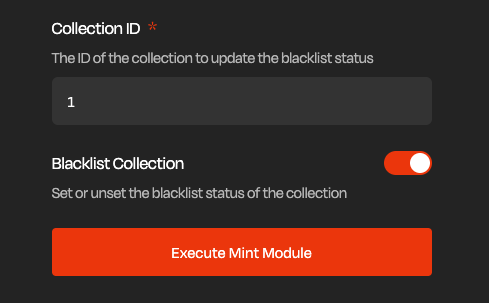 Collection ID *
The ID of the collection to update the blacklist status
1
Blacklist Collection
Set or unset the blacklist status of the collection
Execute Mint Module